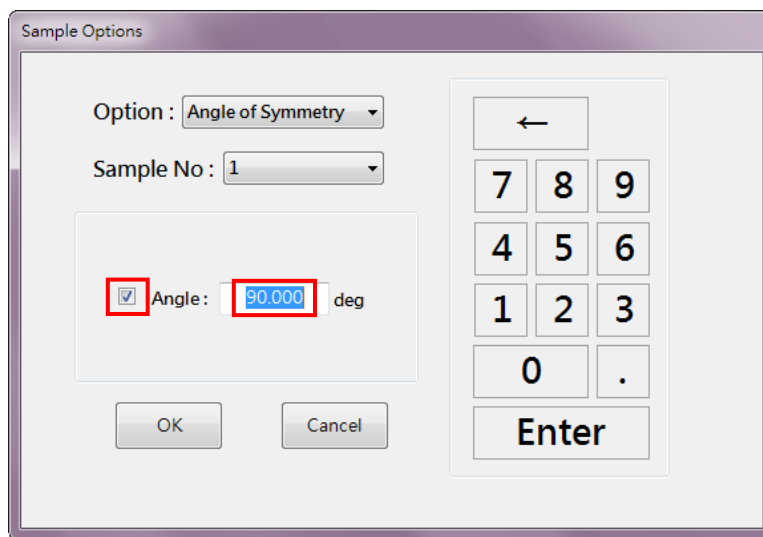 Sample Options
Option : Angle of Symmetry
Sample No : 1
Angle : 90.000 deg
OK Cancel
←
7 8 9
4 5 6
1 2 3
0 .
Enter